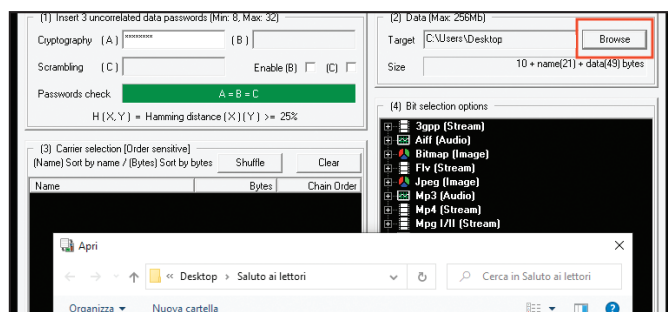 (1) Insert 3 uncorrelated data passwords (Min: 8, Max: 32)
Cryptography (A) ******** (B)
Scrambling (C) Enable (B) (C)
Passwords check A = B = C
H (X, Y) = Hamming distance (X) (Y) >= 25%
(3) Carrier selection [Order sensitive]
(Name) Sort by name / (Bytes) Sort by bytes Shuffle Clear
Name Bytes Chain Order
(2) Data (Max: 256Mb)
Target C:\Users\Desktop Browse
Size 10 + name(21) + data(49) bytes
(4) Bit selection options
3gpp (Stream)
Aiff (Audio)
Bitmap (Image)
Flv (Stream)
Jpeg (Image)
Mp3 (Audio)
Mp4 (Stream)
Mpg I/II (Stream)
Apri
« Desktop › Saluto ai lettori Cerca in Saluto ai lettori
Organizza Nuova cartella